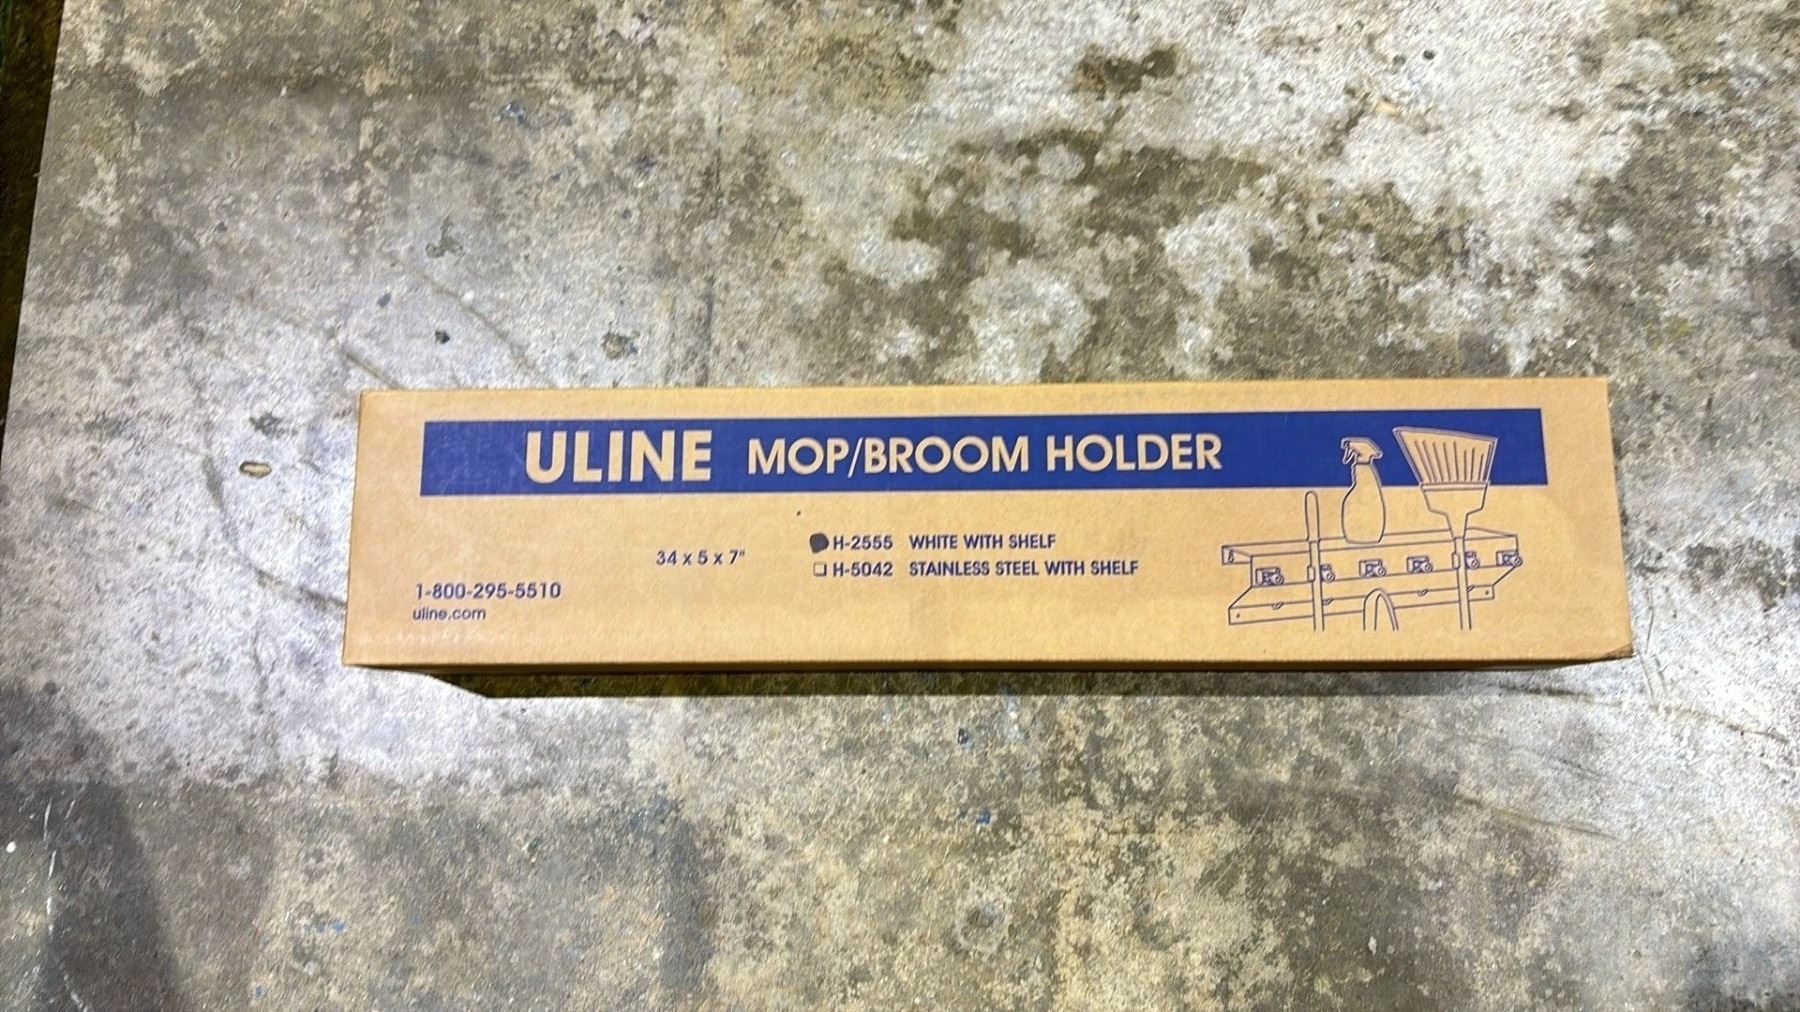 ULINE MOP/BROOM HOLDER
34 x 5 x 7"
H-2555 WHITE WITH SHELF
H-5042 STAINLESS STEEL WITH SHELF
1-800-295-5510
uline.com